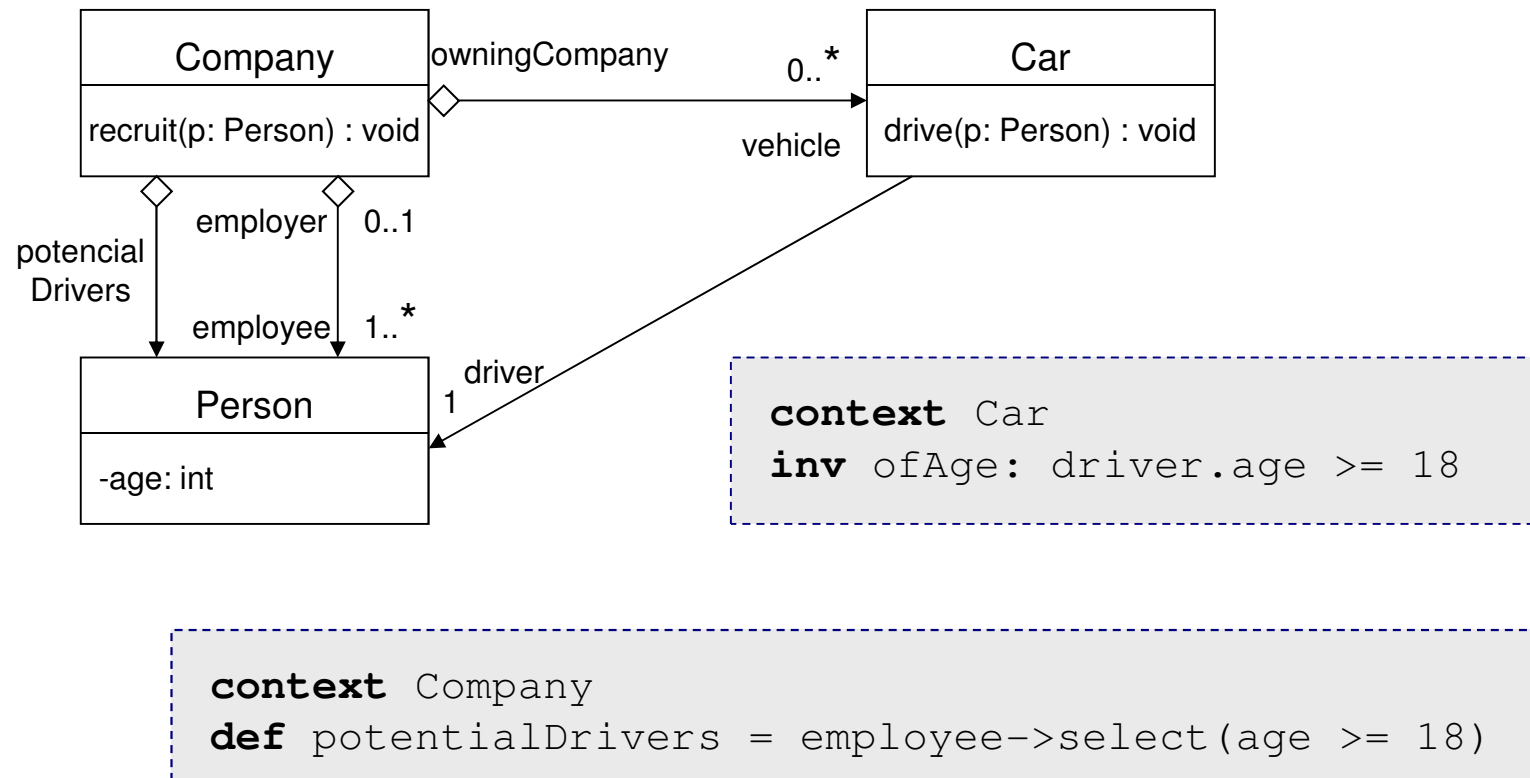 Company
recruit(p: Person) : void
owningCompany
0..*
vehicle
Car
drive(p: Person) : void
potencial
Drivers
employer
0..1
employee
1..*
driver
1
Person
-age: int
context Car
inv ofAge: driver.age >= 18
context Company
def potentialDrivers = employee->select(age >= 18)